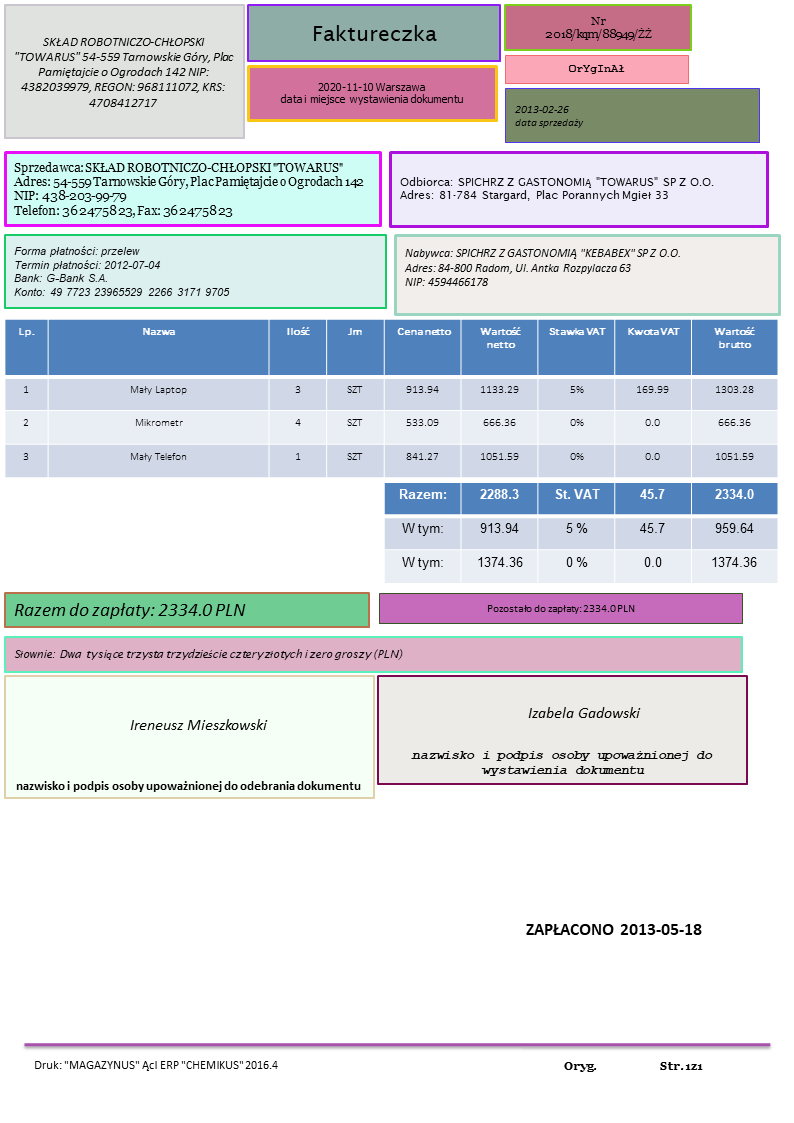 SKŁAD ROBOTNICZO-CHŁOPSKI
"TOWARUS" 54-559 Tarnowskie Góry, Plac
Pamiętajcie o Ogrodach 142 NIP:
4382039979, REGON: 968111072, KRS:
4708412717
Faktureczka
2020-11-10 Warszawa
data i miejsce wystawienia dokumentu
Nr
2018/kqm/88949/ŻŻ
OrYgInAł
2013-02-26
data sprzedaży
Sprzedawca: SKŁAD ROBOTNICZO-CHŁOPSKI "TOWARUS"
Adres: 54-559 Tarnowskie Góry, Plac Pamiętajcie o Ogrodach 142
NIP: 438-203-99-79
Telefon: 362475823, Fax: 362475823
Odbiorca: SPICHRZ Z GASTONOMIĄ "TOWARUS" SP Z O.O.
Adres: 81-784 Stargard, Plac Porannych Mgieł 33
Forma płatności: przelew
Termin płatności: 2012-07-04
Bank: G-Bank S.A.
Konto: 49 7723 23965529 2266 3171 9705
Nabywca: SPICHRZ Z GASTONOMIĄ "KEBABEX" SP Z O.O.
Adres: 84-800 Radom, Ul. Antka Rozpylacza 63
NIP: 4594466178
Lp. Nazwa Ilość Jm Cena netto Wartość netto Stawka VAT Kwota VAT Wartość brutto
1 Mały Laptop 3 SZT 913.94 1133.29 5% 169.99 1303.28
2 Mikrometr 4 SZT 533.09 666.36 0% 0.0 666.36
3 Mały Telefon 1 SZT 841.27 1051.59 0% 0.0 1051.59
Razem: 2288.3 St. VAT 45.7 2334.0
W tym: 913.94 5 % 45.7 959.64
W tym: 1374.36 0 % 0.0 1374.36
Razem do zapłaty: 2334.0 PLN
Pozostało do zapłaty: 2334.0 PLN
Słownie: Dwa tysiące trzysta trzydzieście cztery złotych i zero groszy (PLN)
Ireneusz Mieszkowski
nazwisko i podpis osoby upoważnionej do odebrania dokumentu
Izabela Gadowski
nazwisko i podpis osoby upoważnionej do
wystawienia dokumentu
ZAPŁACONO 2013-05-18
Druk: "MAGAZYNUS" Ącl ERP "CHEMIKUS" 2016.4
Oryg. Str. 1z1